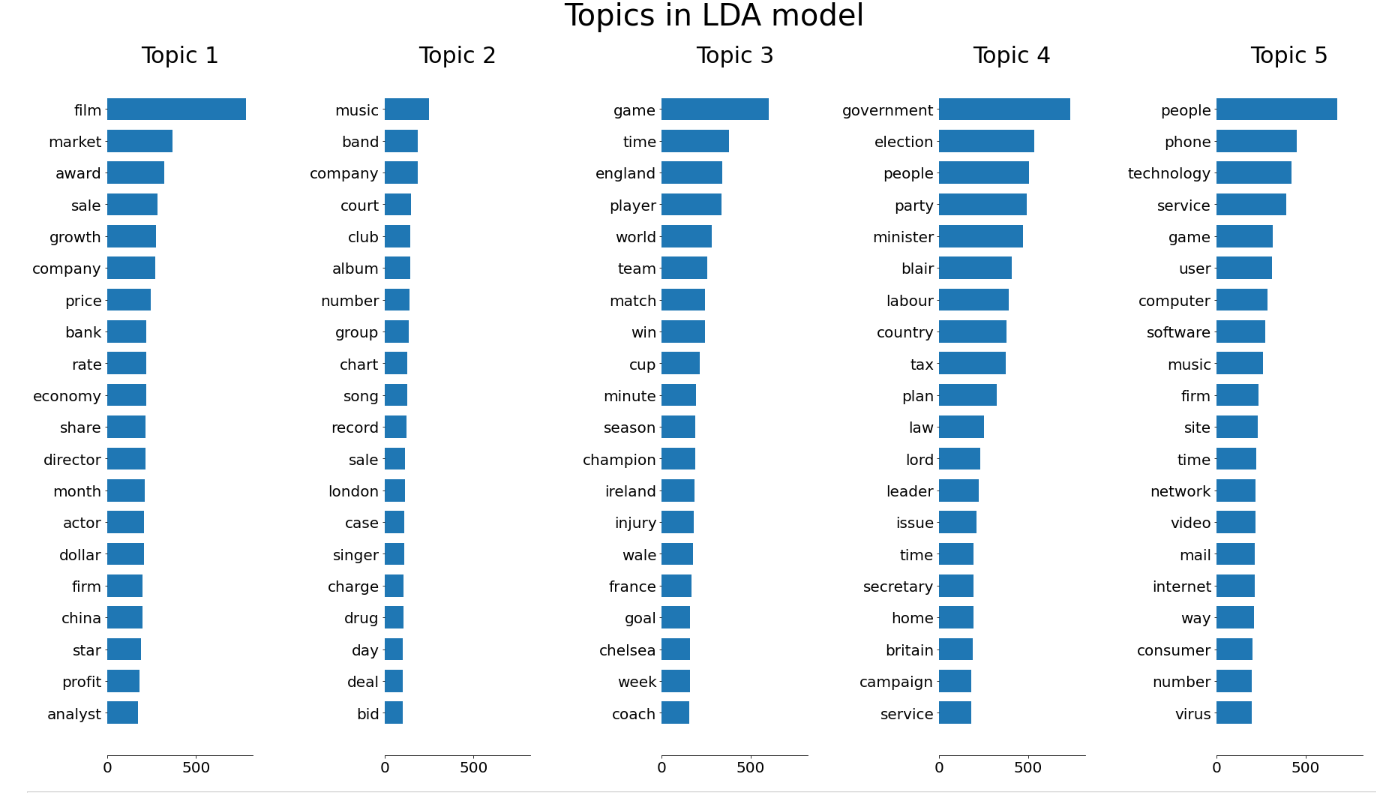 Topics in LDA model
Topic 1
film
market
award
sale
growth
company
price
bank
rate
economy
share
director
month
actor
dollar
firm
china
star
profit
analyst
0 500
Topic 2
music
band
company
court
club
album
number
group
chart
song
record
sale
london
case
singer
charge
drug
day
deal
bid
0 500
Topic 3
game
time
england
player
world
team
match
win
cup
minute
season
champion
ireland
injury
wale
france
goal
chelsea
week
coach
0 500
Topic 4
government
election
people
party
minister
blair
labour
country
tax
plan
law
lord
leader
issue
time
secretary
home
britain
campaign
service
0 500
Topic 5
people
phone
technology
service
game
user
computer
software
music
firm
site
time
network
video
mail
internet
way
consumer
number
virus
0 500